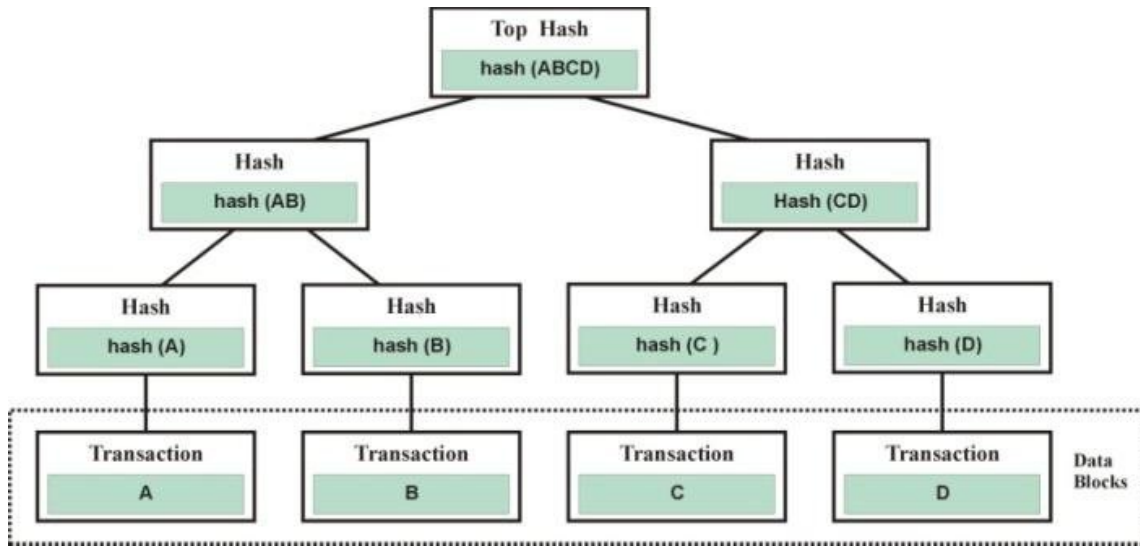 Top Hash
hash (ABCD)
Hash
hash (AB)
Hash
Hash (CD)
Hash
hash (A)
Hash
hash (B)
Hash
hash (C )
Hash
hash (D)
Transaction
A
Transaction
B
Transaction
C
Transaction
D
Data
Blocks